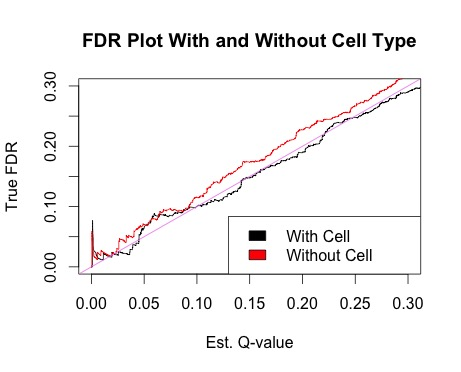 FDR Plot With and Without Cell Type
True FDR
0.30
0.20
0.10
0.00
With Cell
Without Cell
0.00 0.05 0.10 0.15 0.20 0.25 0.30
Est. Q-value